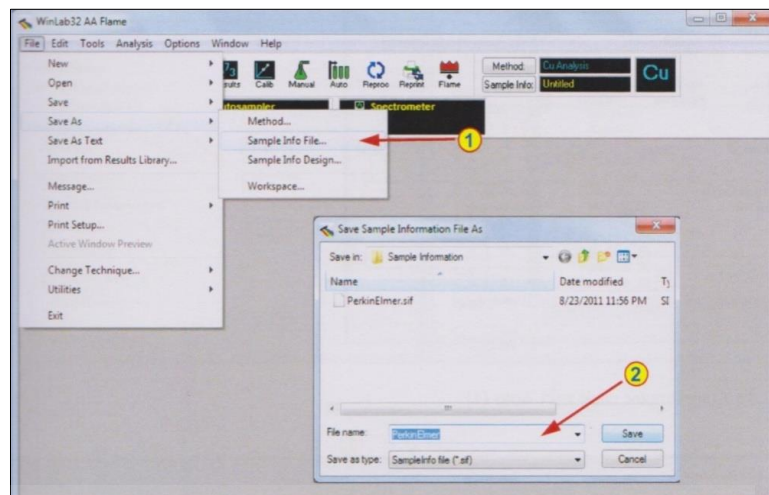 WinLab32 AA Flame
File Edit Tools Analysis Options Window Help
New
Open
Save
Save As
Save As Text
Import from Results Library...
Message...
Print
Print Setup...
Active Window Preview
Change Technique...
Utilities
Exit
Calib Manual Auto Reproc Reprint Flame
Method: Cu Analysis
Sample Info: Untitled
Cu
Spectrometer
Method...
Sample Info File...
Sample Info Design...
Workspace...
1
Save Sample Information File As
Save in: Sample Information
Name Date modified
PerkinElmer.sif 8/23/2011 11:56 PM
2
File name: PerkinElmer Save
Save as type: SampleInfo file (*.sif) Cancel